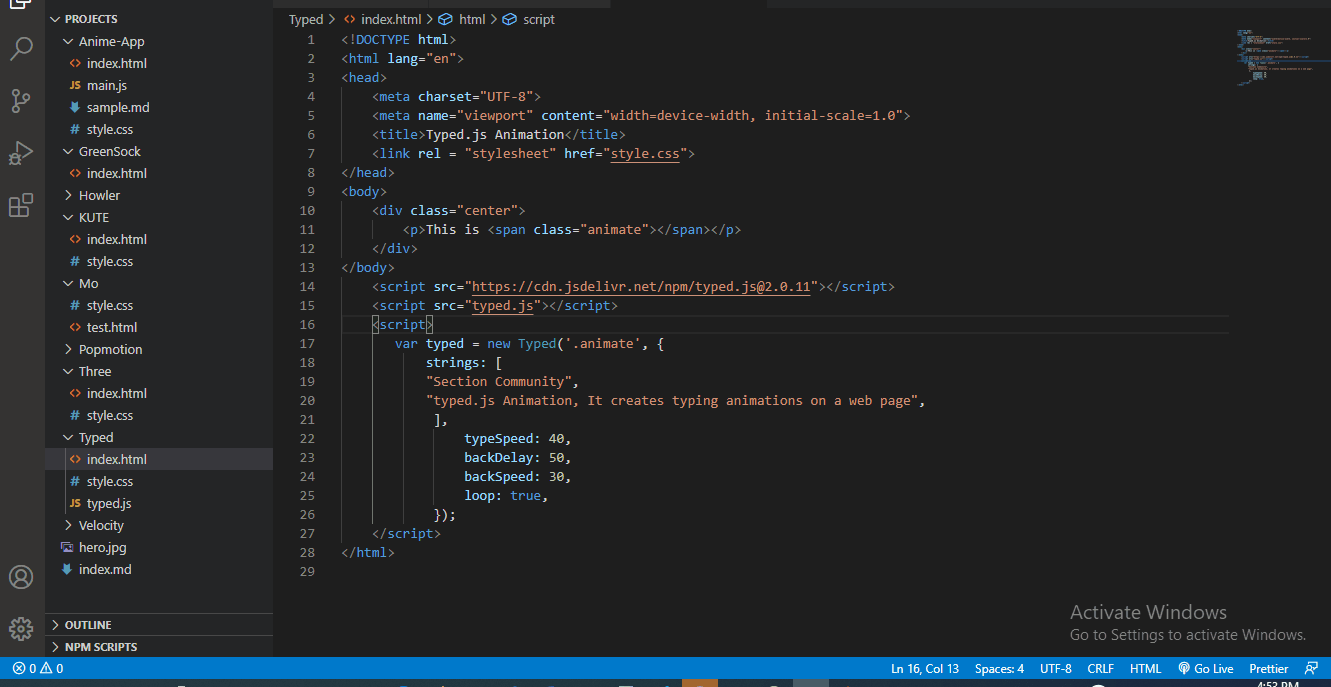 PROJECTS
Anime-App
<> index.html
JS main.js
sample.md
# style.css
GreenSock
<> index.html
Howler
KUTE
<> index.html
# style.css
Mo
# style.css
<> test.html
Popmotion
Three
<> index.html
# style.css
Typed
<> index.html
# style.css
JS typed.js
Velocity
hero.jpg
index.md
OUTLINE
NPM SCRIPTS
Typed > <> index.html > html > script
1 <!DOCTYPE html>
2 <html lang="en">
3 <head>
4     <meta charset="UTF-8">
5     <meta name="viewport" content="width=device-width, initial-scale=1.0">
6     <title>Typed.js Animation</title>
7     <link rel = "stylesheet" href="style.css">
8 </head>
9 <body>
10     <div class="center">
11         <p>This is <span class="animate"></span></p>
12     </div>
13 </body>
14     <script src="https://cdn.jsdelivr.net/npm/typed.js@2.0.11"></script>
15     <script src="typed.js"></script>
16     <script>
17        var typed = new Typed('.animate', {
18            strings: [
19            "Section Community",
20            "typed.js Animation, It creates typing animations on a web page",
21             ],
22                 typeSpeed: 40,
23                 backDelay: 50,
24                 backSpeed: 30,
25                 loop: true,
26             });
27     </script>
28 </html>
29
Activate Windows
Go to Settings to activate Windows.
0 0 Ln 16, Col 13 Spaces: 4 UTF-8 CRLF HTML Go Live Prettier
4:53 PM